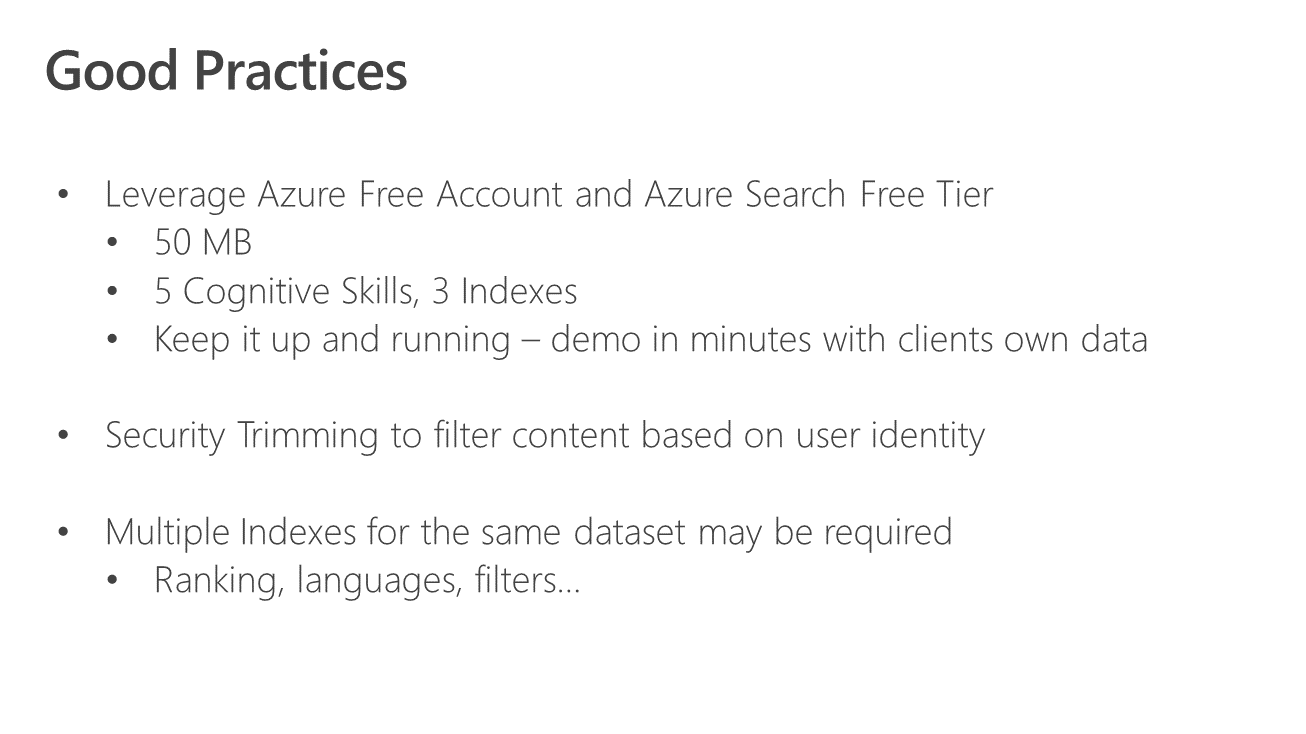 Good Practices
• Leverage Azure Free Account and Azure Search Free Tier
• 50 MB
• 5 Cognitive Skills, 3 Indexes
• Keep it up and running – demo in minutes with clients own data
• Security Trimming to filter content based on user identity
• Multiple Indexes for the same dataset may be required
• Ranking, languages, filters…